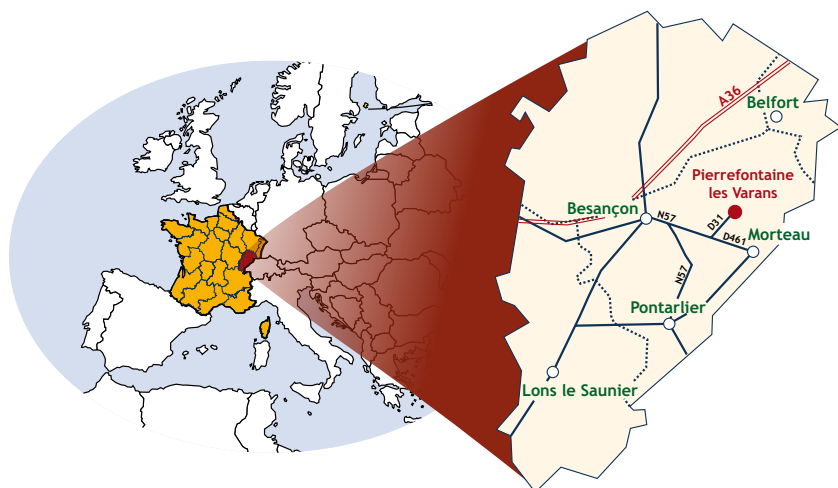 A36
Belfort
Pierrefontaine
les Varans
Besançon
N57
D31
D461
Morteau
N57
Pontarlier
Lons le Saunier